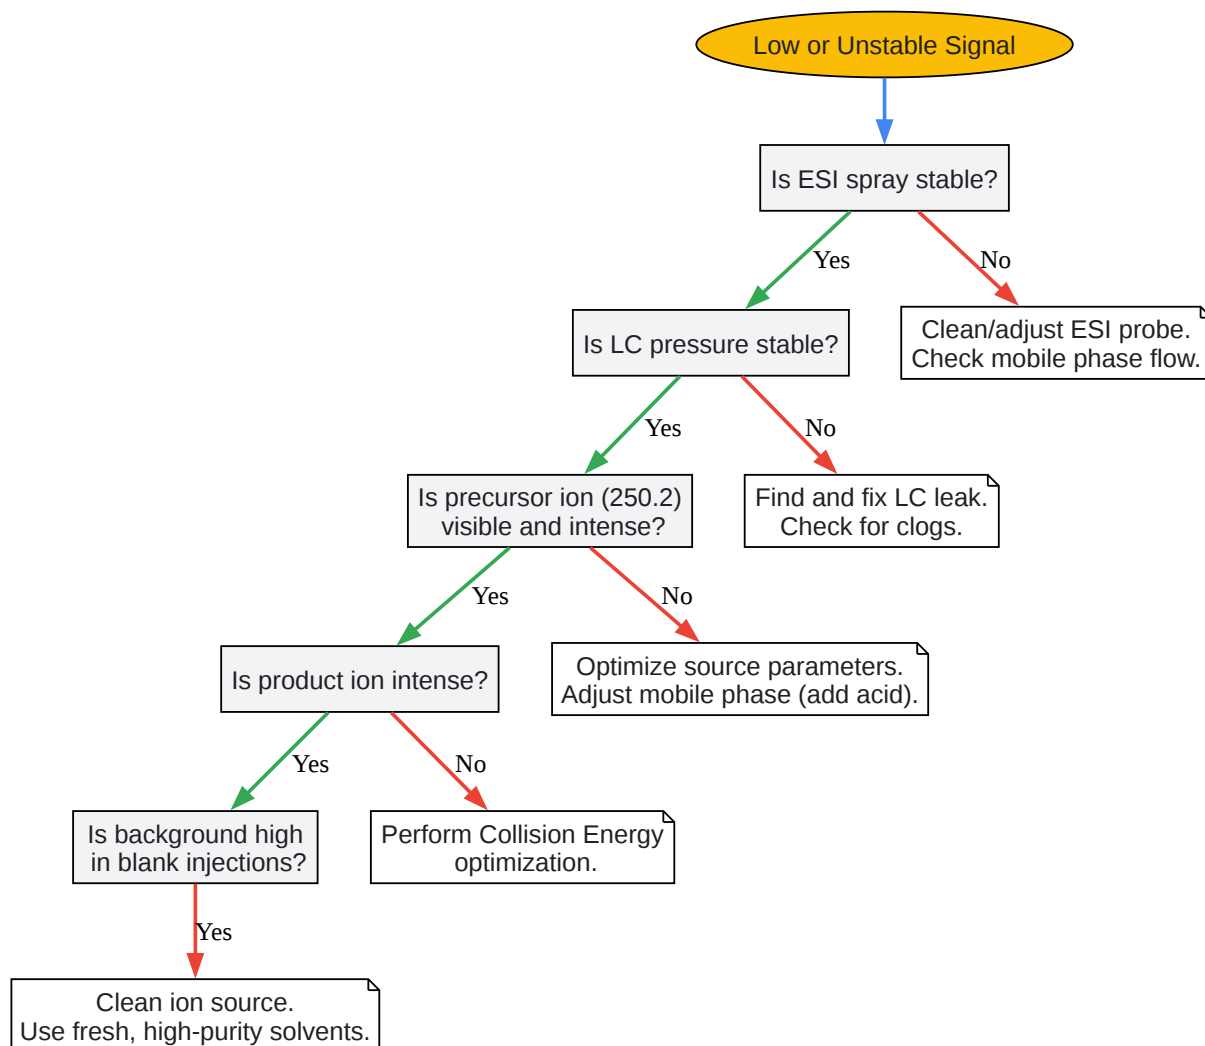 Low or Unstable Signal
Is ESI spray stable?
Yes
No
Is LC pressure stable?
Clean/adjust ESI probe.
Check mobile phase flow.
Yes
No
Is precursor ion (250.2)
visible and intense?
Find and fix LC leak.
Check for clogs.
Yes
No
Is product ion intense?
Optimize source parameters.
Adjust mobile phase (add acid).
Yes
No
Is background high
in blank injections?
Perform Collision Energy
optimization.
Yes
Clean ion source.
Use fresh, high-purity solvents.